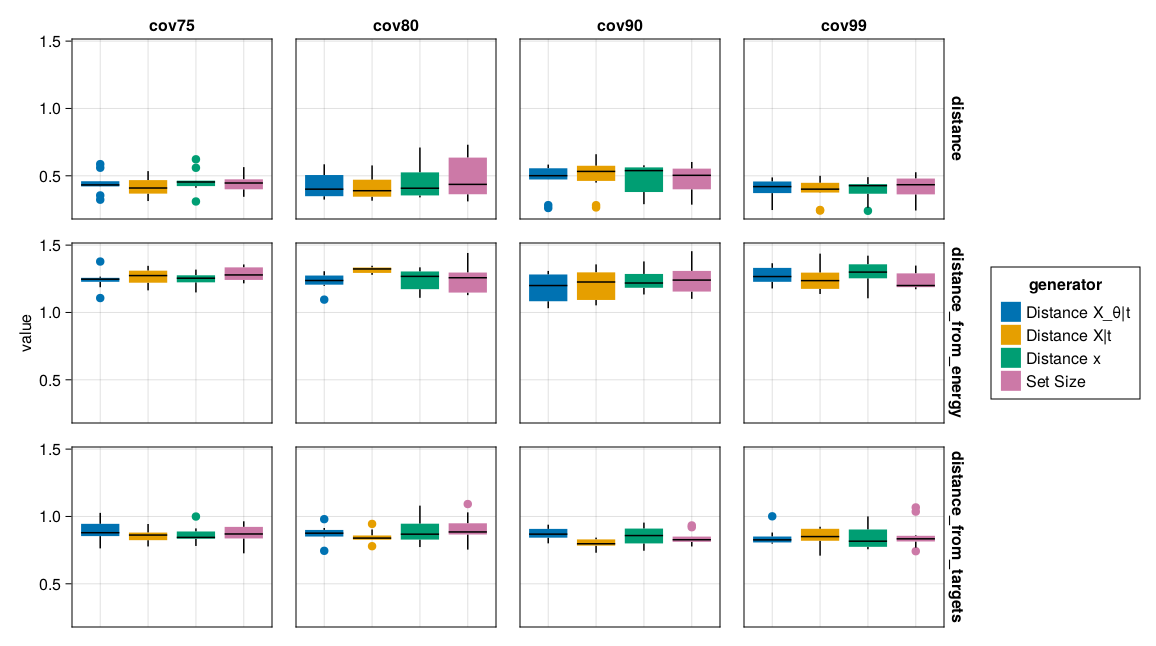 cov75 cov80 cov90 cov99
1.5
1.0
0.5
distance
1.5
1.0
0.5
distance_from_energy
value
1.5
1.0
0.5
distance_from_targets
generator
Distance X_θ|t
Distance X|t
Distance x
Set Size